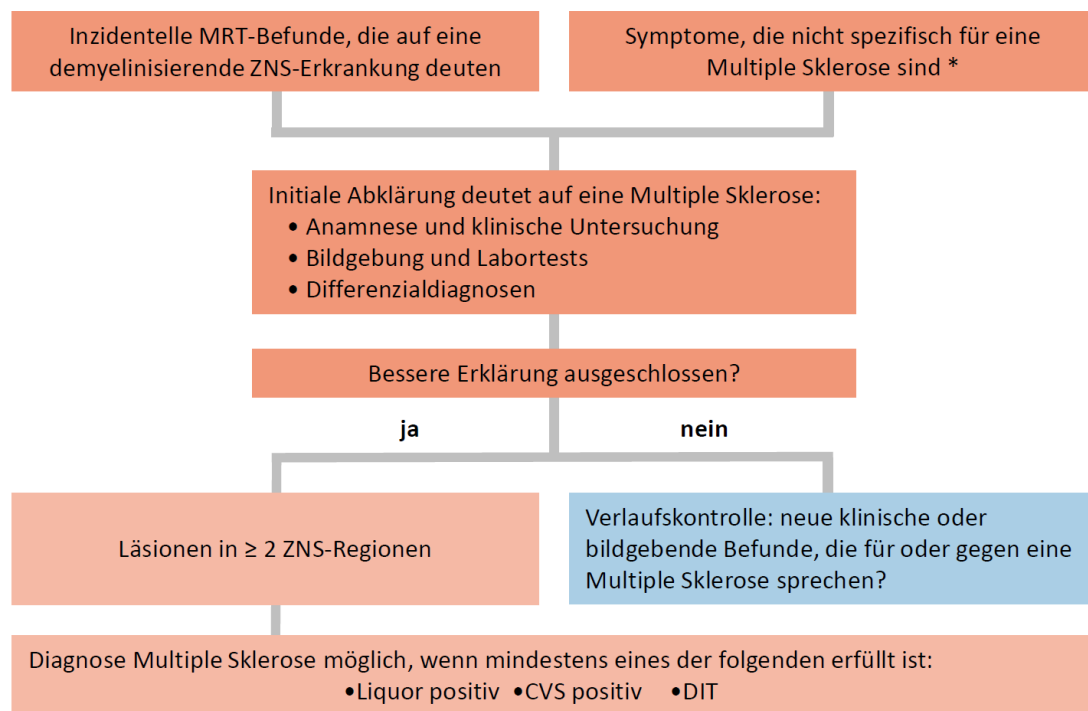 Inzidentelle MRT-Befunde, die auf eine
demyelinisierende ZNS-Erkrankung deuten
Symptome, die nicht spezifisch für eine
Multiple Sklerose sind *
Initiale Abklärung deutet auf eine Multiple Sklerose:
• Anamnese und klinische Untersuchung
• Bildgebung und Labortests
• Differenzialdiagnosen
Bessere Erklärung ausgeschlossen?
ja
nein
Läsionen in ≥ 2 ZNS-Regionen
Verlaufskontrolle: neue klinische oder
bildgebende Befunde, die für oder gegen eine
Multiple Sklerose sprechen?
Diagnose Multiple Sklerose möglich, wenn mindestens eines der folgenden erfüllt ist:
•Liquor positiv •CVS positiv •DIT